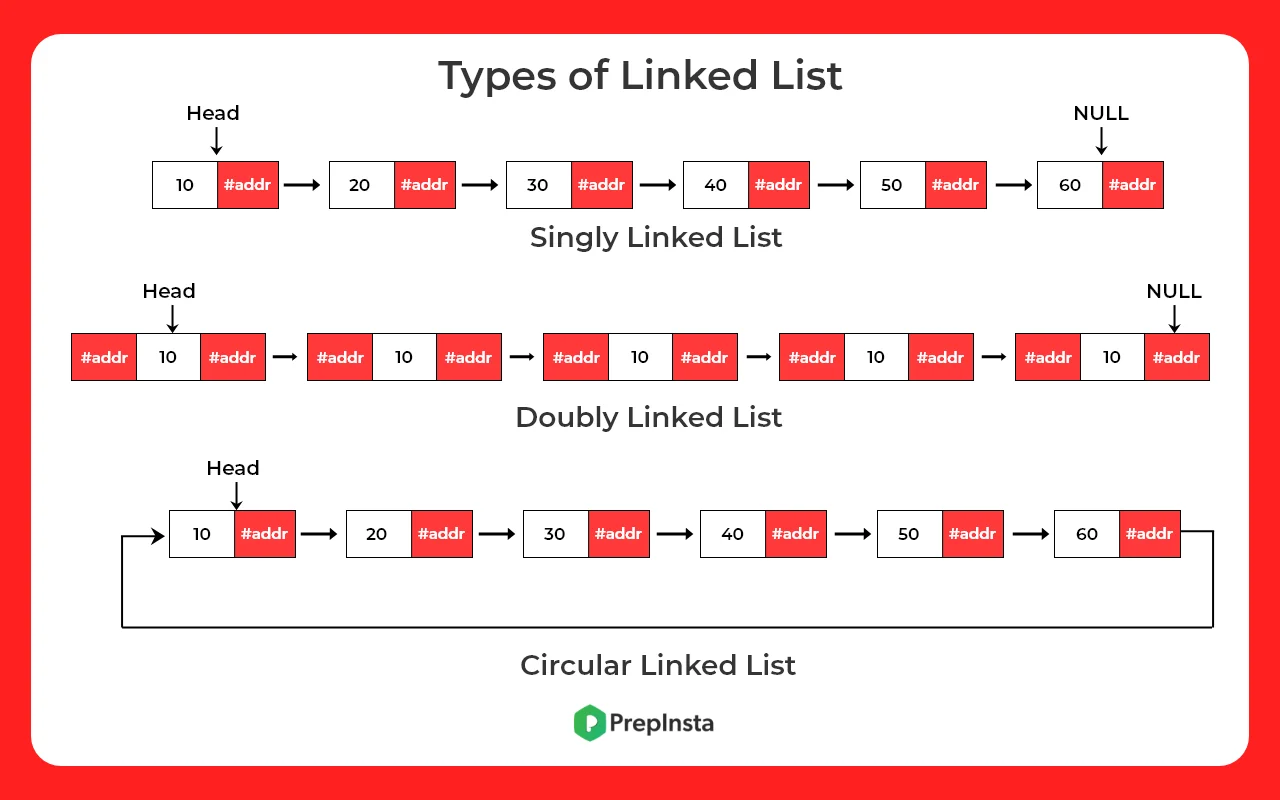 Types of Linked List
Head NULL
10 #addr 20 #addr 30 #addr 40 #addr 50 #addr 60 #addr
Singly Linked List
Head NULL
#addr 10 #addr #addr 10 #addr #addr 10 #addr #addr 10 #addr #addr 10 #addr
Doubly Linked List
Head
10 #addr 20 #addr 30 #addr 40 #addr 50 #addr 60 #addr
Circular Linked List
PrepInsta